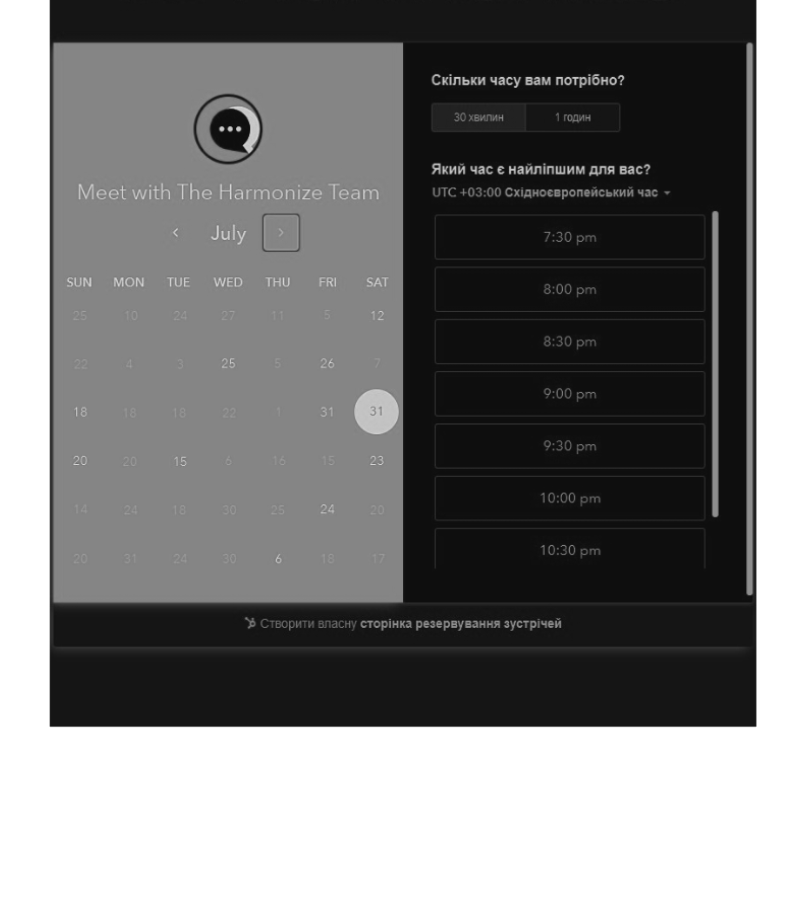 Meet with The Harmonize Team
July
SUN MON TUE WED THU FRI SAT
25 10 24 27 11 5 12
22 4 3 25 5 26 7
18 18 18 22 1 31 31
20 20 15 6 16 15 23
14 24 18 30 25 24 20
20 31 24 30 6 18 17
Скільки часу вам потрібно?
30 хвилин 1 годин
Який час є найліпшим для вас?
UTC +03:00 Східноєвропейський час
7:30 pm
8:00 pm
8:30 pm
9:00 pm
9:30 pm
10:00 pm
10:30 pm
Створити власну сторінка резервування зустрічей